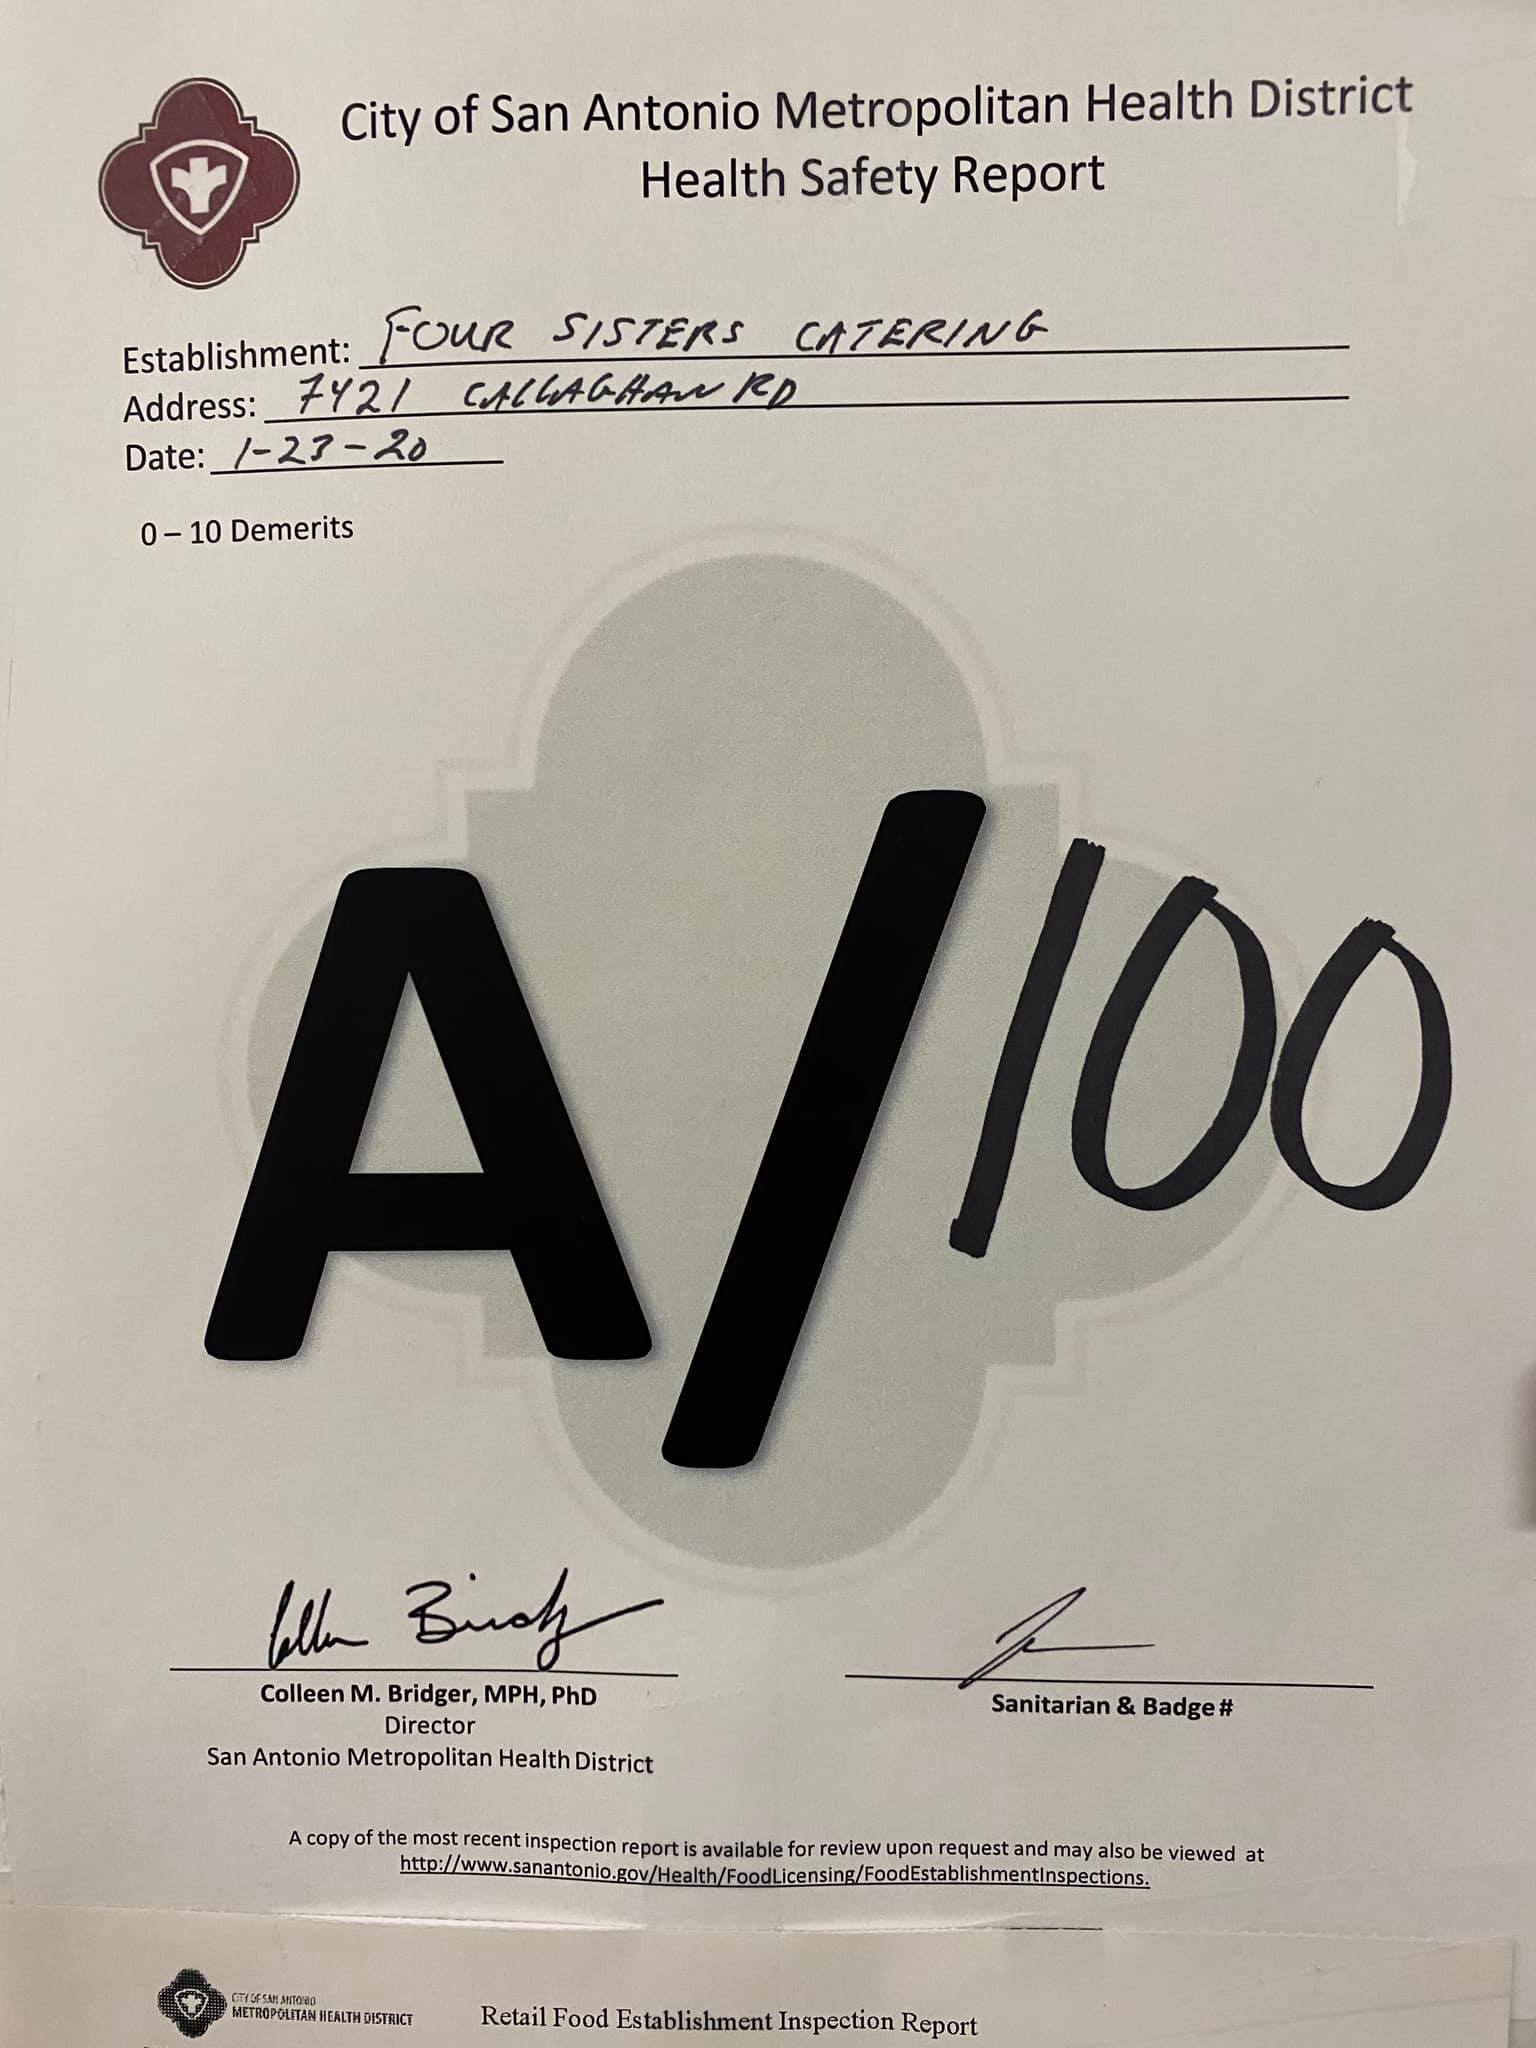 City of San Antonio Metropolitan Health District
Health Safety Report
Establishment: FOUR SISTERS CATERING
Address: 7421 CALLAGHAN RD
Date: 1-23-20
0 – 10 Demerits
A/100
Colleen M. Bridger, MPH, PhD
Director
San Antonio Metropolitan Health District
Sanitarian & Badge#
A copy of the most recent inspection report is available for review upon request and may also be viewed at
http://www.sanantonio.gov/Health/FoodLicensing/FoodEstablishmentInspections.
CITY OF SAN ANTONIO
METROPOLITAN HEALTH DISTRICT
Retail Food Establishment Inspection Report